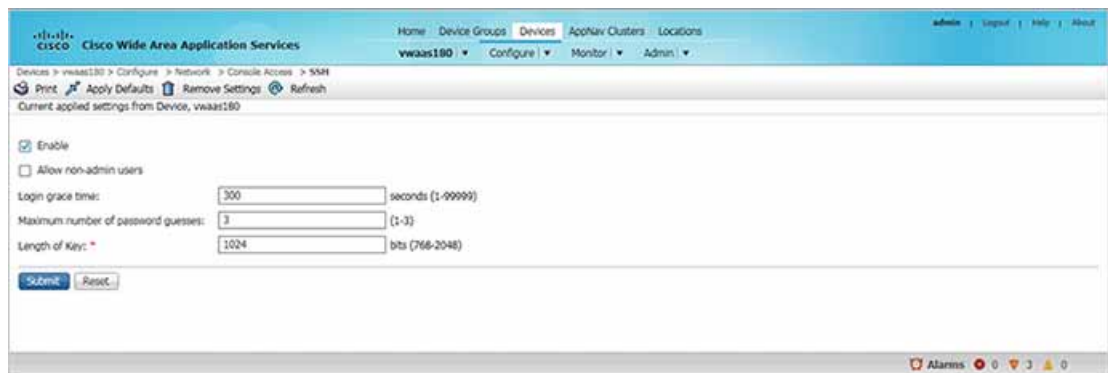 admin | Logout | Help | About
CISCO Cisco Wide Area Application Services
Home Device Groups Devices AppNav Clusters Locations
vwaas180 Configure Monitor Admin
Devices > vwaas180 > Configure > Network > Console Access > SSH
Print Apply Defaults Remove Settings Refresh
Current applied settings from Device, vwaas180
Enable
Allow non-admin users
Login grace time: 300 seconds (1-99999)
Maximum number of password guesses: 3 (1-3)
Length of Key: * 1024 bits (768-2048)
Submit Reset
Alarms 0 3 0